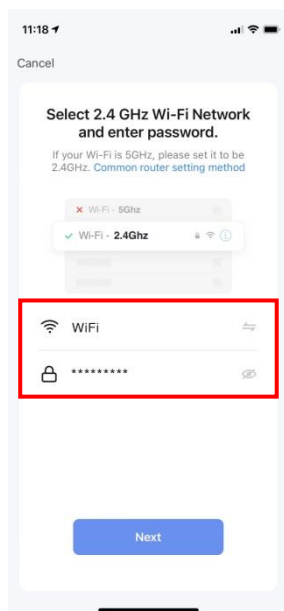 11:18
Cancel
Select 2.4 GHz Wi-Fi Network
and enter password.
If your Wi-Fi is 5GHz, please set it to be
2.4GHz. Common router setting method
Wi-Fi - 5Ghz
Wi-Fi - 2.4Ghz
WiFi
*********
Next